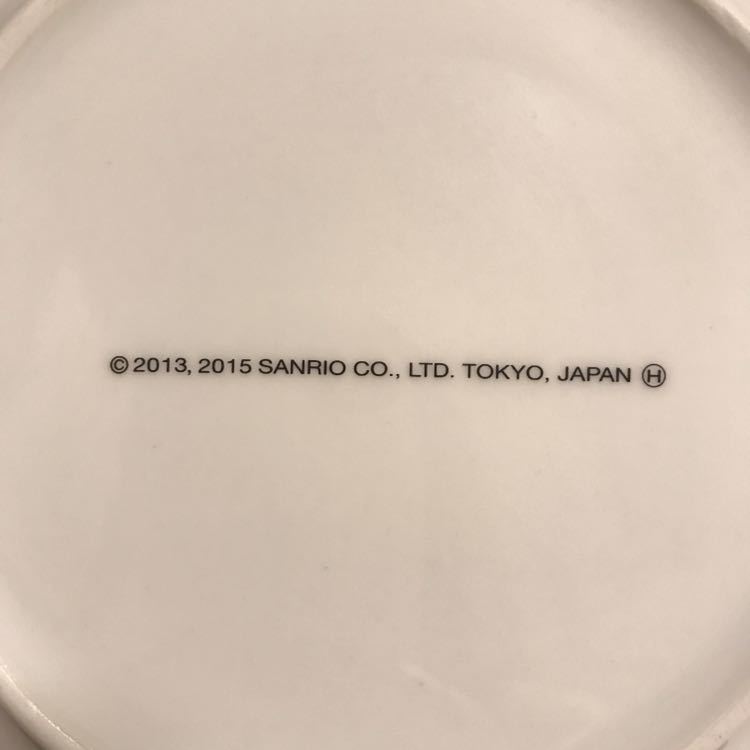 © 2013, 2015 SANRIO CO., LTD. TOKYO, JAPAN Ⓗ